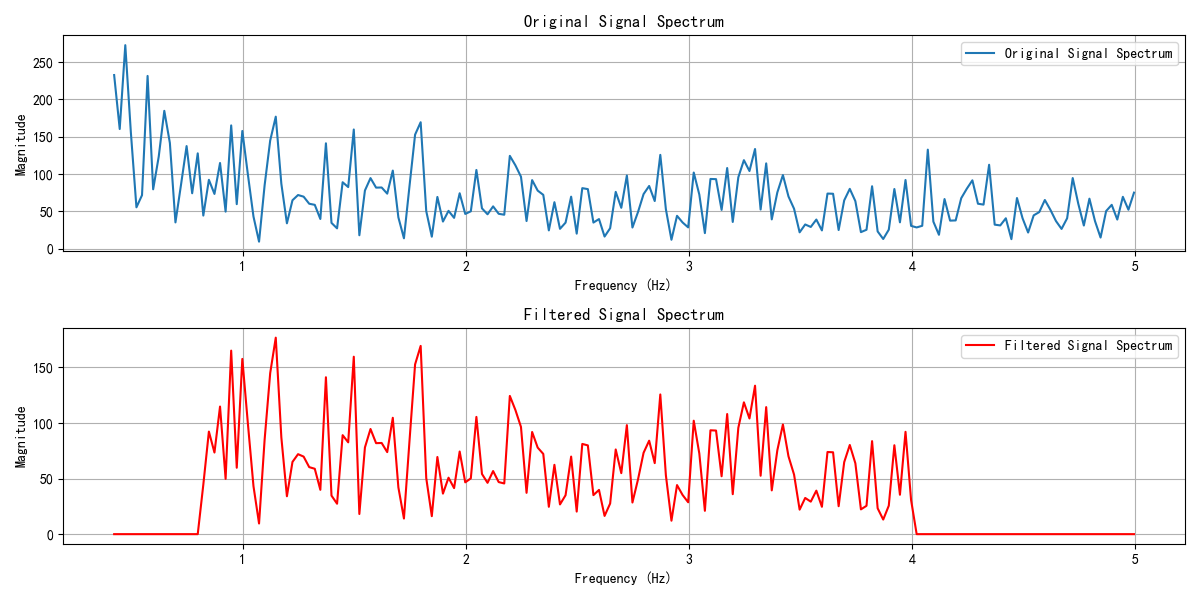 Original Signal Spectrum
Original Signal Spectrum
Magnitude
250
200
150
100
50
0
1 2 3 4 5
Frequency (Hz)
Filtered Signal Spectrum
Filtered Signal Spectrum
Magnitude
150
100
50
0
1 2 3 4 5
Frequency (Hz)